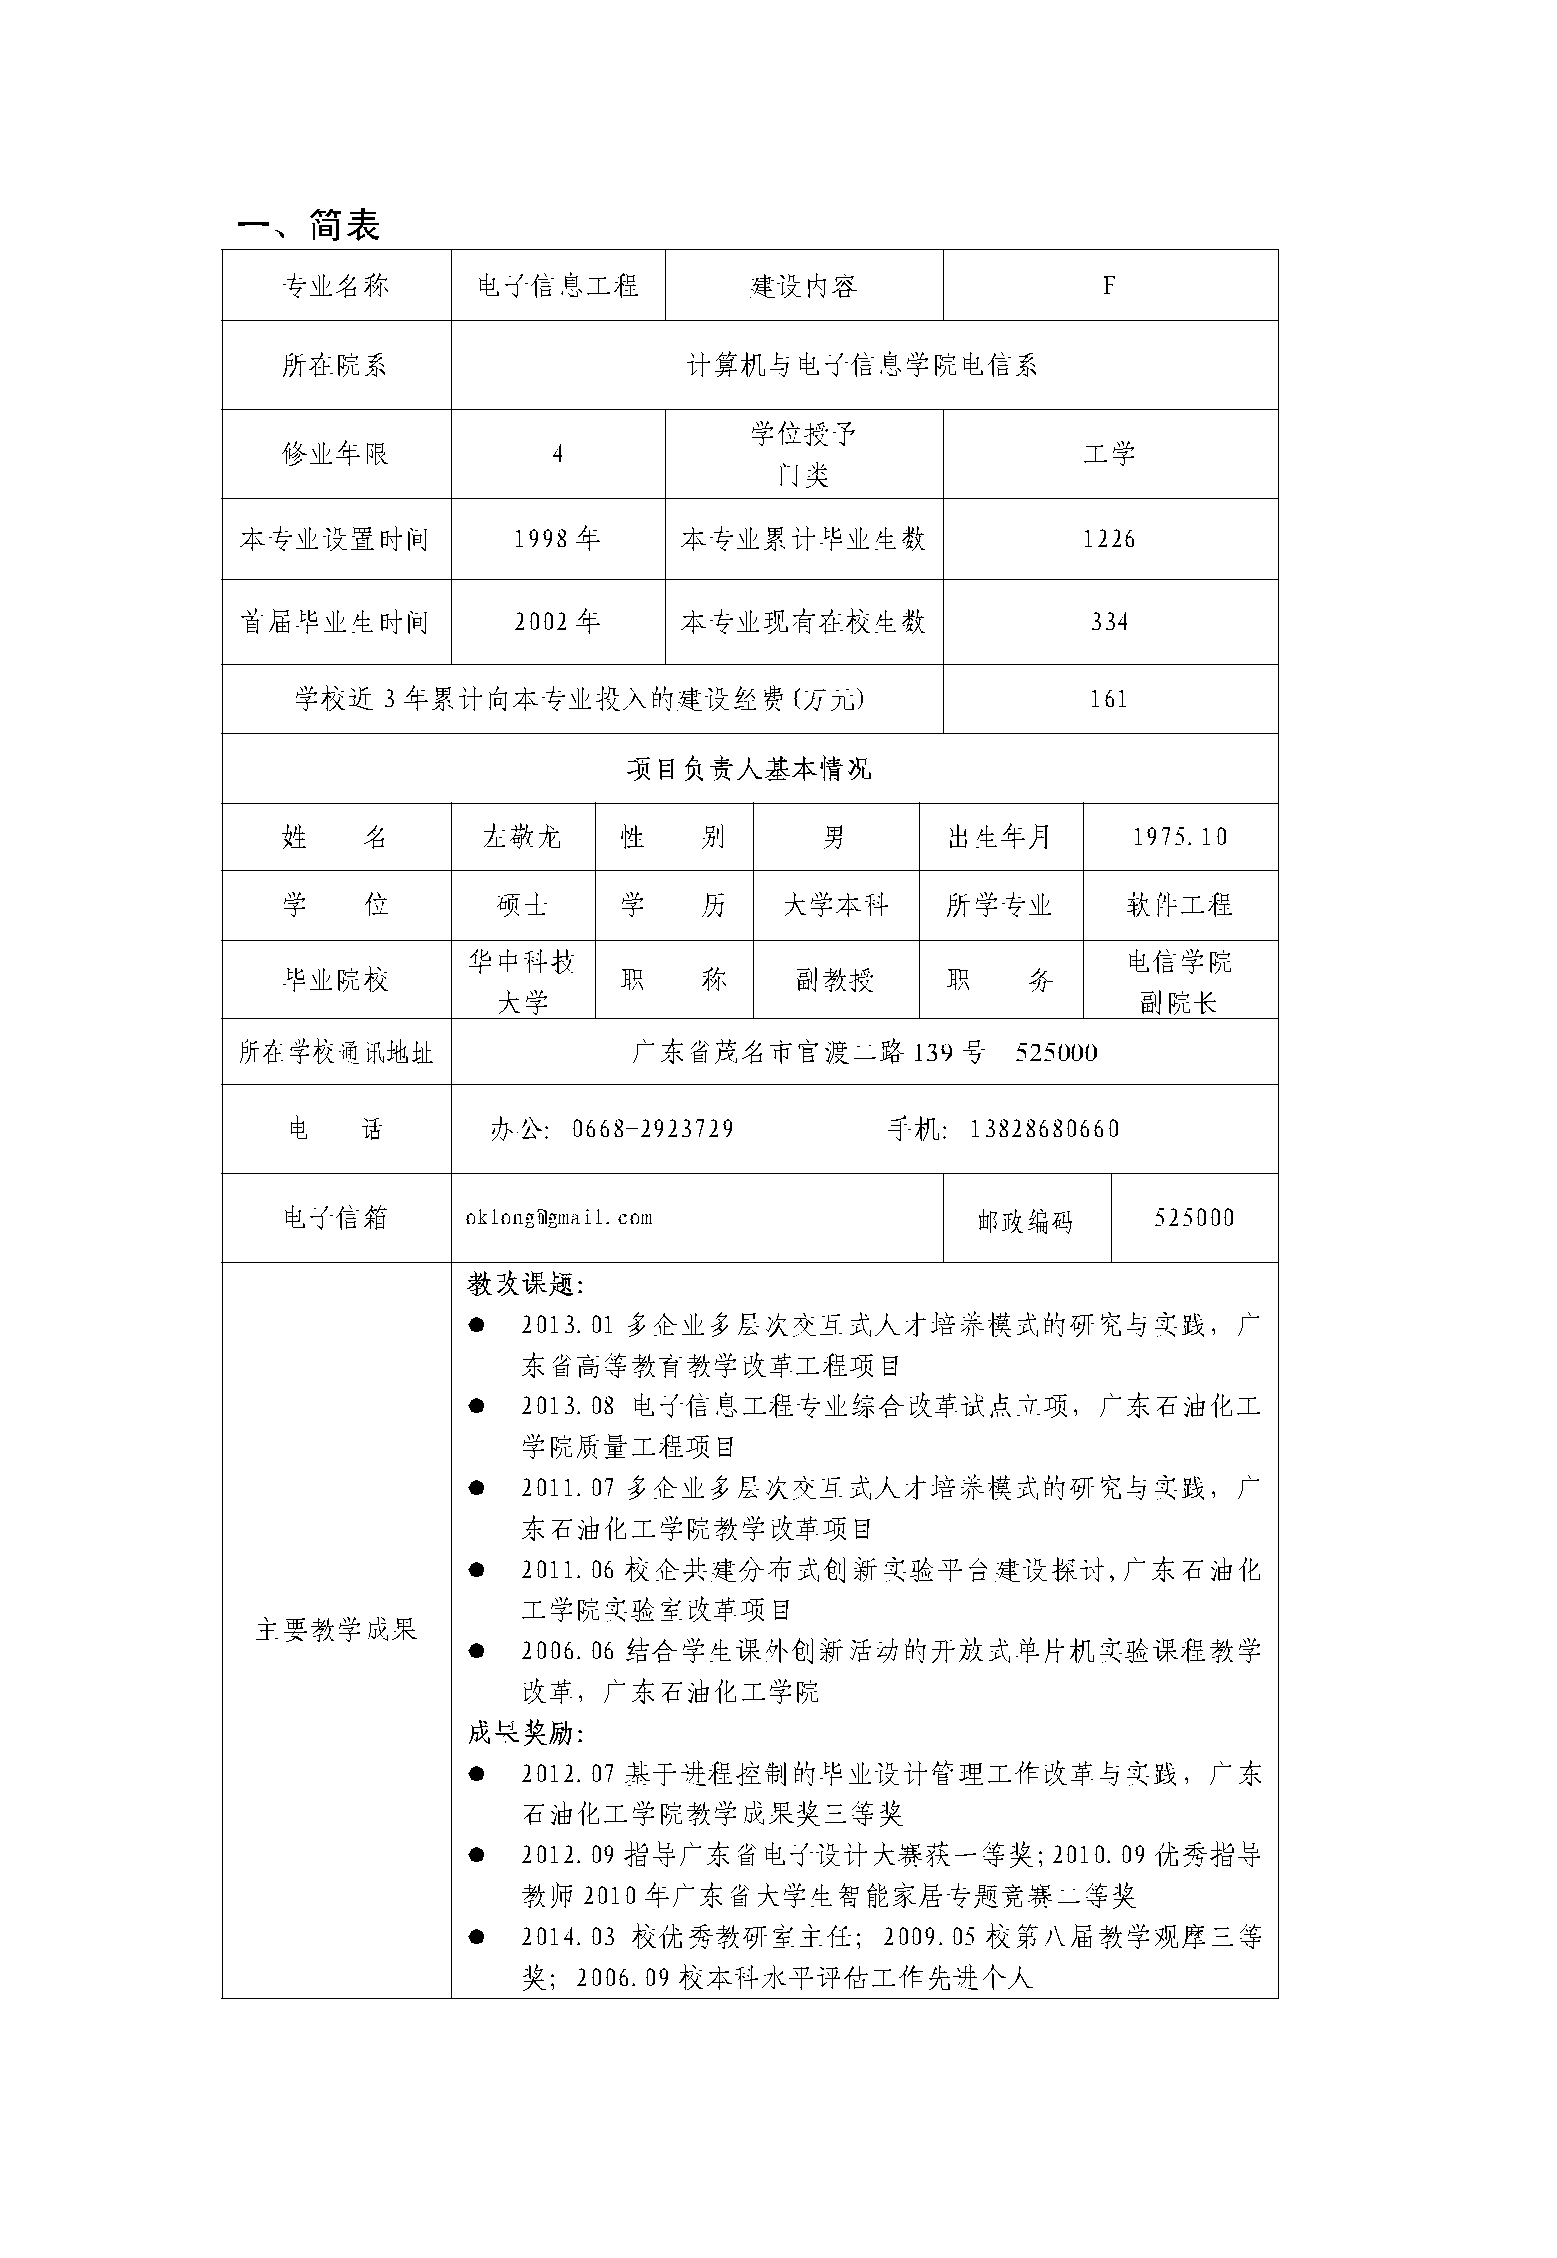 一、简表
专业名称 电子信息工程 建设内容 F
所在院系 计算机与电子信息学院电信系
修业年限 4 学位授予
门类 工学
本专业设置时间 1998 年 本专业累计毕业生数 1226
首届毕业生时间 2002 年 本专业现有在校生数 334
学校近 3 年累计向本专业投入的建设经费(万元) 161
项目负责人基本情况
姓 名 左敬龙 性 别 男 出生年月 1975.10
学 位 硕士 学 历 大学本科 所学专业 软件工程
毕业院校 华中科技
大学 职 称 副教授 职 务 电信学院
副院长
所在学校通讯地址 广东省茂名市官渡二路 139 号 525000
电 话 办公: 0668-2923729 手机: 13828680660
电子信箱 oklong@gmail.com 邮政编码 525000
主要教学成果
教改课题:
● 2013.01 多企业多层次交互式人才培养模式的研究与实践，广
东省高等教育教学改革工程项目
● 2013.08 电子信息工程专业综合改革试点立项，广东石油化工
学院质量工程项目
● 2011.07 多企业多层次交互式人才培养模式的研究与实践，广
东石油化工学院教学改革项目
● 2011.06 校企共建分布式创新实验平台建设探讨,广东石油化
工学院实验室改革项目
● 2006.06 结合学生课外创新活动的开放式单片机实验课程教学
改革，广东石油化工学院
成果奖励:
● 2012.07 基于进程控制的毕业设计管理工作改革与实践，广东
石油化工学院教学成果奖三等奖
● 2012.09 指导广东省电子设计大赛获一等奖;2010.09 优秀指导
教师 2010 年广东省大学生智能家居专题竞赛二等奖
● 2014.03 校优秀教研室主任；2009.05 校第八届教学观摩三等
奖；2006.09 校本科水平评估工作先进个人